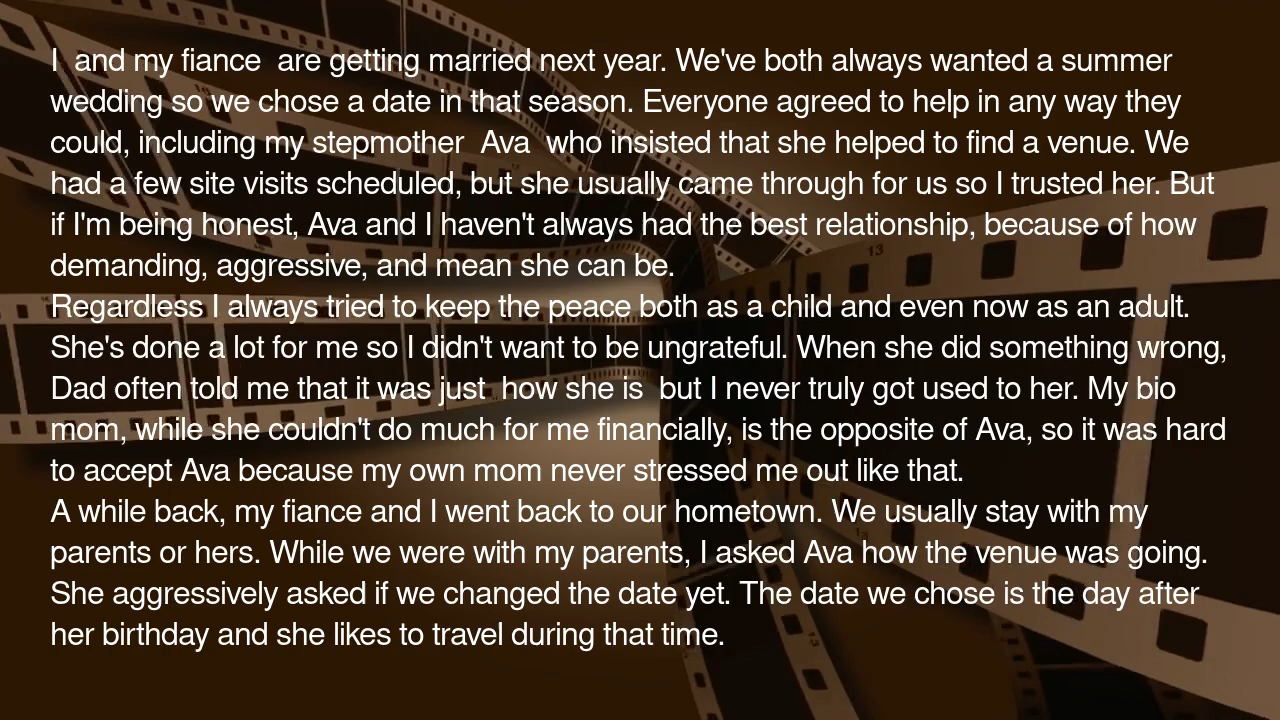 I  and my fiance  are getting married next year. We've both always wanted a summer
wedding so we chose a date in that season. Everyone agreed to help in any way they
could, including my stepmother  Ava  who insisted that she helped to find a venue. We
had a few site visits scheduled, but she usually came through for us so I trusted her. But
if I'm being honest, Ava and I haven't always had the best relationship, because of how
demanding, aggressive, and mean she can be.
Regardless I always tried to keep the peace both as a child and even now as an adult.
She's done a lot for me so I didn't want to be ungrateful. When she did something wrong,
Dad often told me that it was just  how she is  but I never truly got used to her. My bio
mom, while she couldn't do much for me financially, is the opposite of Ava, so it was hard
to accept Ava because my own mom never stressed me out like that.
A while back, my fiance and I went back to our hometown. We usually stay with my
parents or hers. While we were with my parents, I asked Ava how the venue was going.
She aggressively asked if we changed the date yet. The date we chose is the day after
her birthday and she likes to travel during that time.
13
13